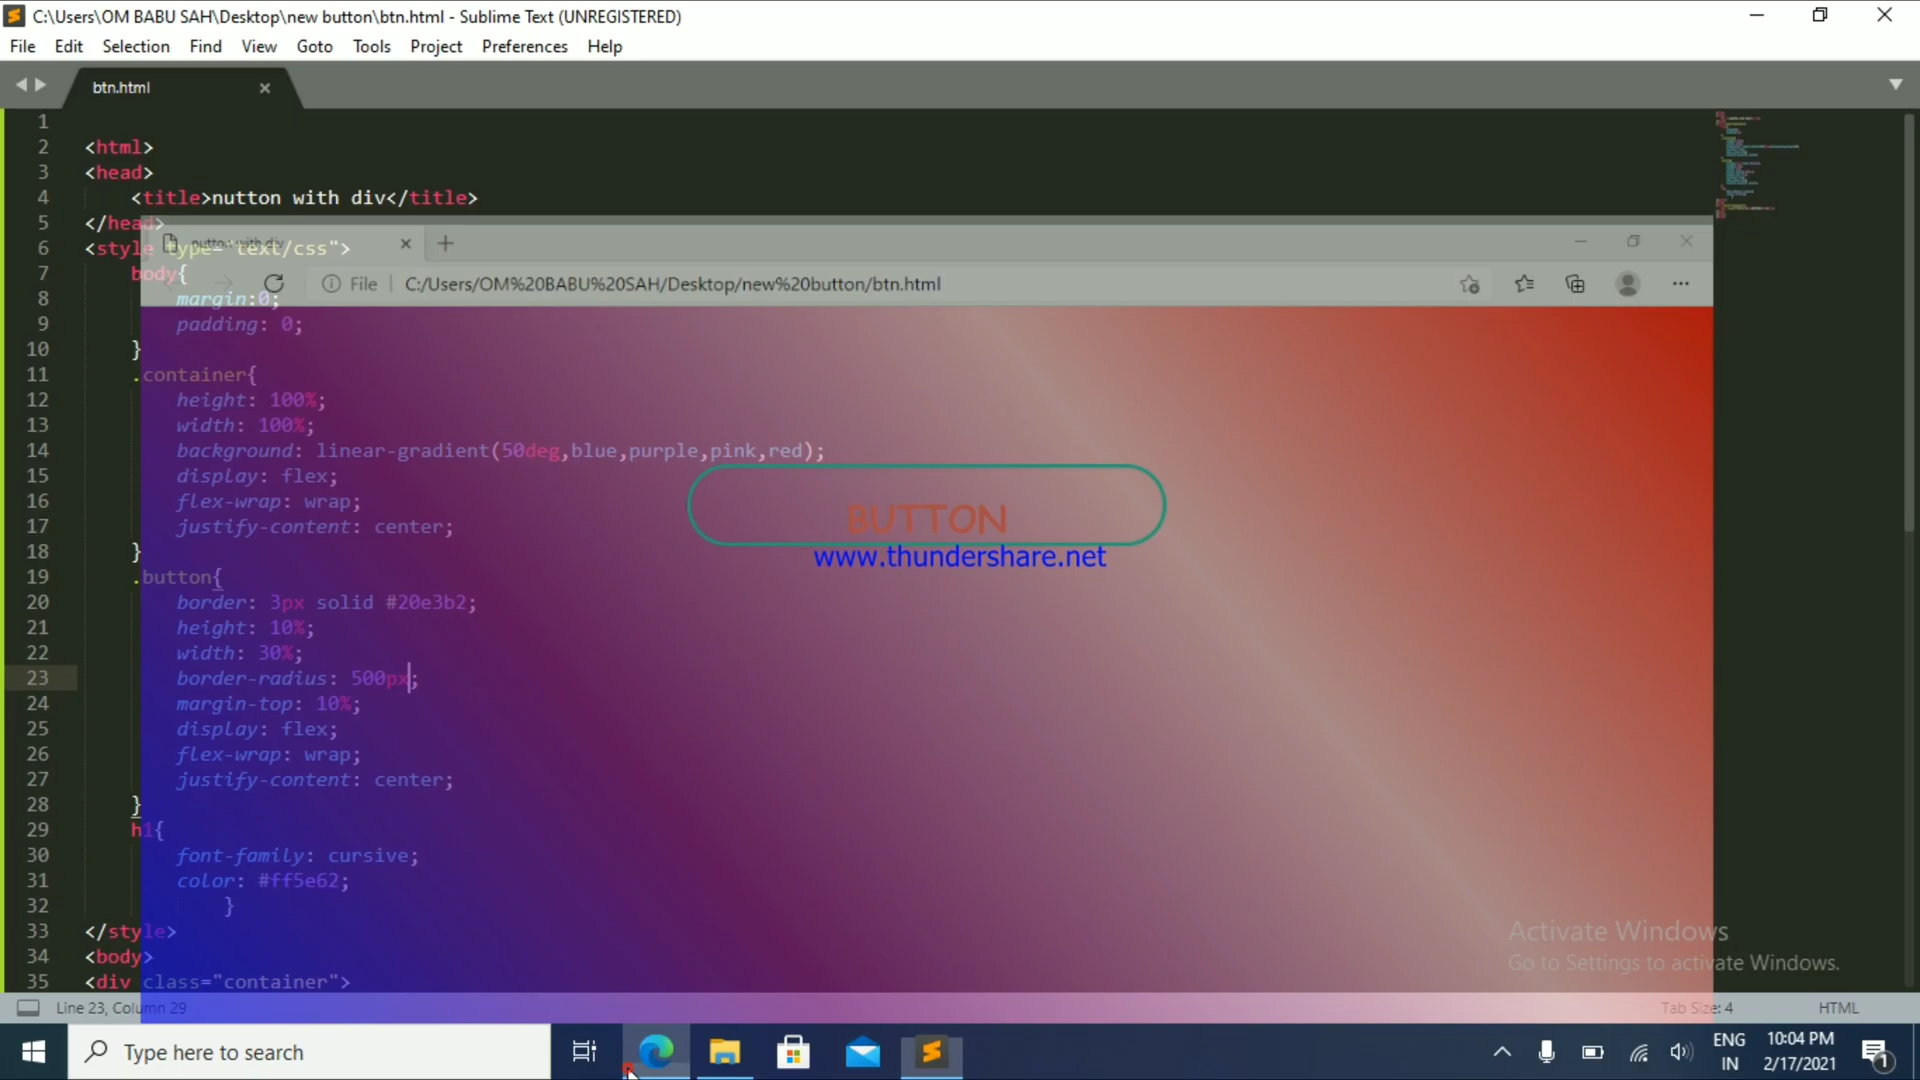 C:\Users\OM BABU SAH\Desktop\new button\btn.html - Sublime Text (UNREGISTERED)
File Edit Selection Find View Goto Tools Project Preferences Help
btn.html
1
2 <html>
3 <head>
4 <title>nutton with div</title>
5 </head>
6 <style type="text/css">
7 body{
8 margin:0;
9 padding: 0;
10 }
11 .container{
12 height: 100%;
13 width: 100%;
14 background: linear-gradient(50deg,blue,purple,pink,red);
15 display: flex;
16 flex-wrap: wrap;
17 justify-content: center;
18 }
19 .button{
20 border: 3px solid #20e3b2;
21 height: 10%;
22 width: 30%;
23 border-radius: 500px;
24 margin-top: 10%;
25 display: flex;
26 flex-wrap: wrap;
27 justify-content: center;
28 }
29 h1{
30 font-family: cursive;
31 color: #ff5e62;
32 }
33 </style>
34 <body>
35 <div class="container">
nutton with div
File C:/Users/OM%20BABU%20SAH/Desktop/new%20button/btn.html
BUTTON
www.thundershare.net
Activate Windows
Go to Settings to activate Windows.
Line 23, Column 29 Tab Size: 4 HTML
Type here to search
ENG
IN
10:04 PM
2/17/2021
1